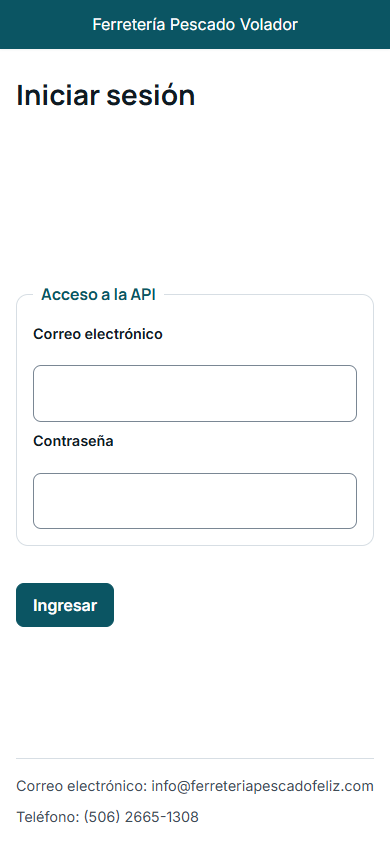 Ferretería Pescado Volador
Iniciar sesión
Acceso a la API
Correo electrónico
Contraseña
Ingresar
Correo electrónico: info@ferreteriapescadofeliz.com
Teléfono: (506) 2665-1308